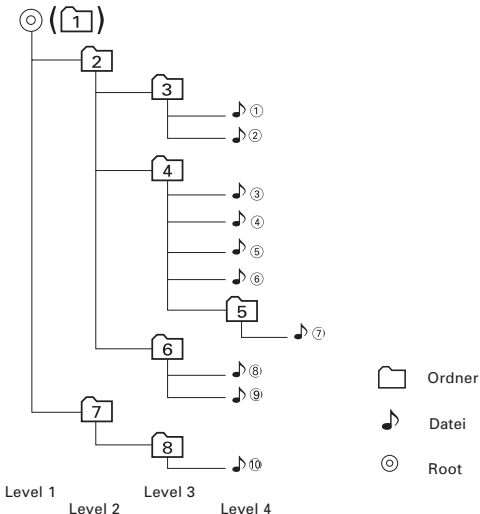 (1)
2
3
①
②
4
③
④
⑤
⑥
5
⑦
6
⑧
⑨
7
8
⑩
Ordner
Datei
Root
Level 1
Level 2
Level 3
Level 4